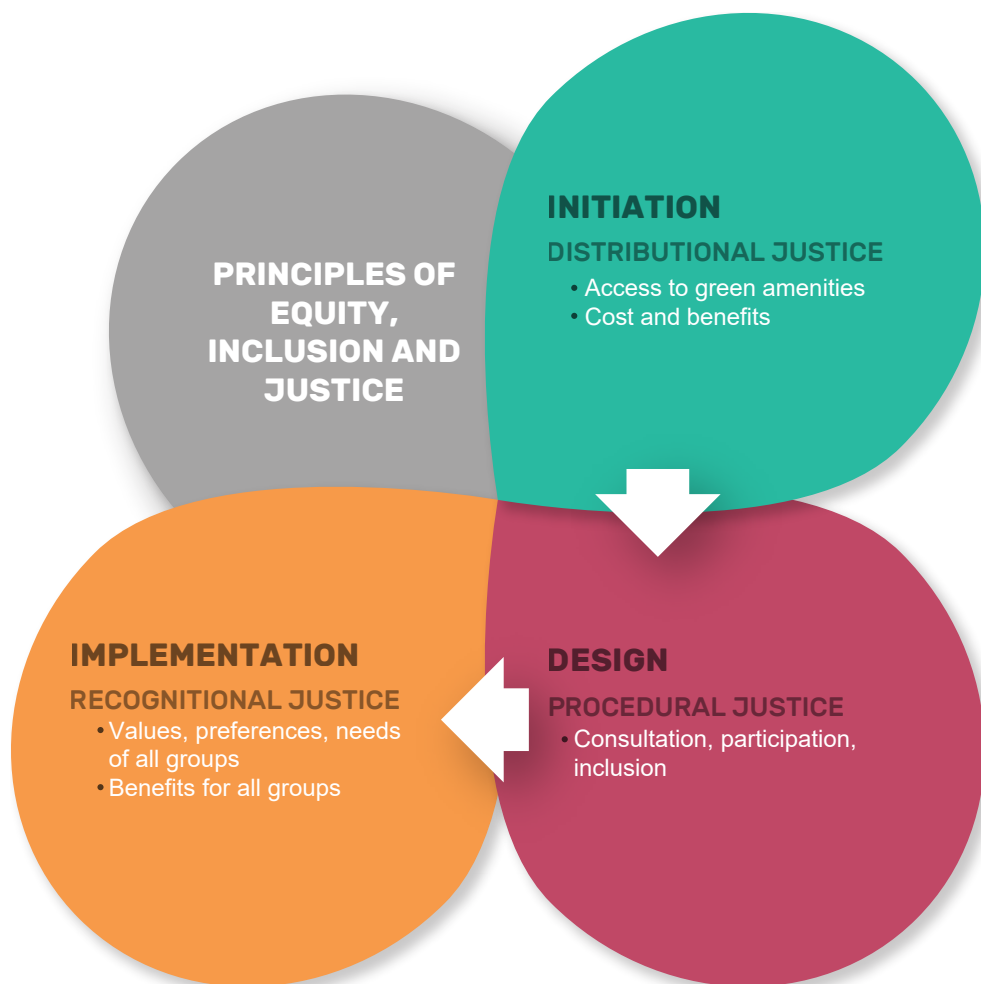 PRINCIPLES OF
EQUITY,
INCLUSION AND
JUSTICE
INITIATION
DISTRIBUTIONAL JUSTICE
• Access to green amenities
• Cost and benefits
DESIGN
PROCEDURAL JUSTICE
• Consultation, participation,
inclusion
IMPLEMENTATION
RECOGNITIONAL JUSTICE
• Values, preferences, needs
of all groups
• Benefits for all groups